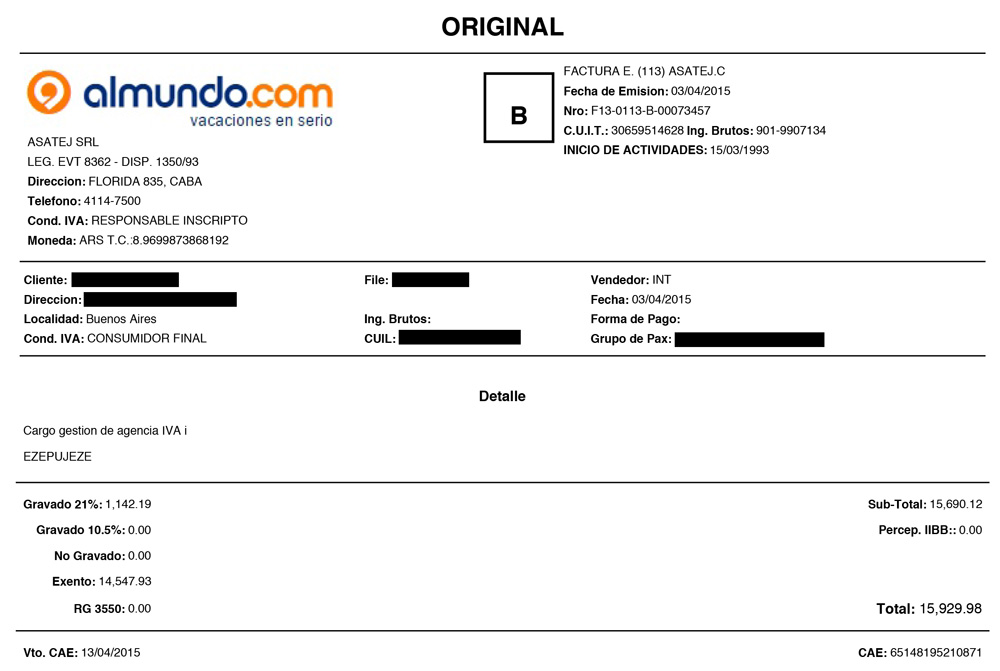 ORIGINAL
almundo.com
vacaciones en serio
ASATEJ SRL
LEG. EVT 8362 - DISP. 1350/93
Direccion: FLORIDA 835, CABA
Telefono: 4114-7500
Cond. IVA: RESPONSABLE INSCRIPTO
Moneda: ARS T.C.:8.9699873868192
B
FACTURA E. (113) ASATEJ.C
Fecha de Emision: 03/04/2015
Nro: F13-0113-B-00073457
C.U.I.T.: 30659514628 Ing. Brutos: 901-9907134
INICIO DE ACTIVIDADES: 15/03/1993
Cliente:
Direccion:
Localidad: Buenos Aires
Cond. IVA: CONSUMIDOR FINAL
File:
Ing. Brutos:
CUIL:
Vendedor: INT
Fecha: 03/04/2015
Forma de Pago:
Grupo de Pax:
Detalle
Cargo gestion de agencia IVA i
EZEPUJEZE
Gravado 21%: 1,142.19
Gravado 10.5%: 0.00
No Gravado: 0.00
Exento: 14,547.93
RG 3550: 0.00
Sub-Total: 15,690.12
Percep. IIBB:: 0.00
Total: 15,929.98
Vto. CAE: 13/04/2015
CAE: 65148195210871